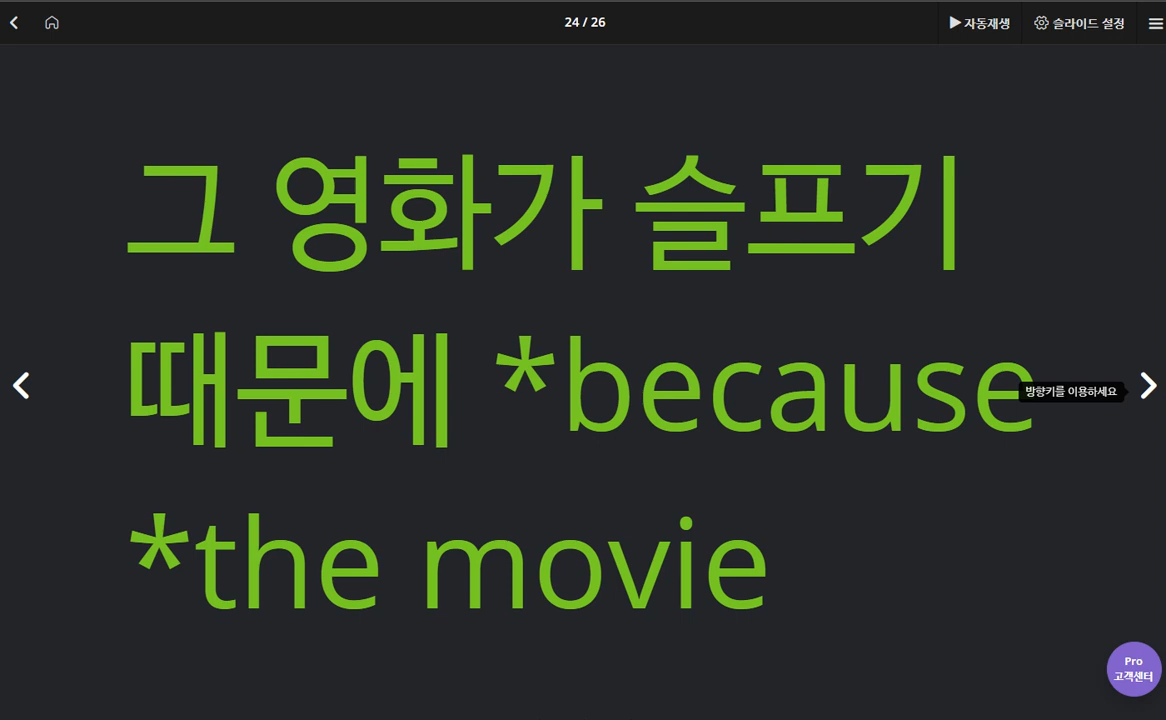 24 / 26
▶ 자동재생
슬라이드 설정
그 영화가 슬프기
때문에 *because
방향키를 이용하세요
*the movie
Pro
고객센터